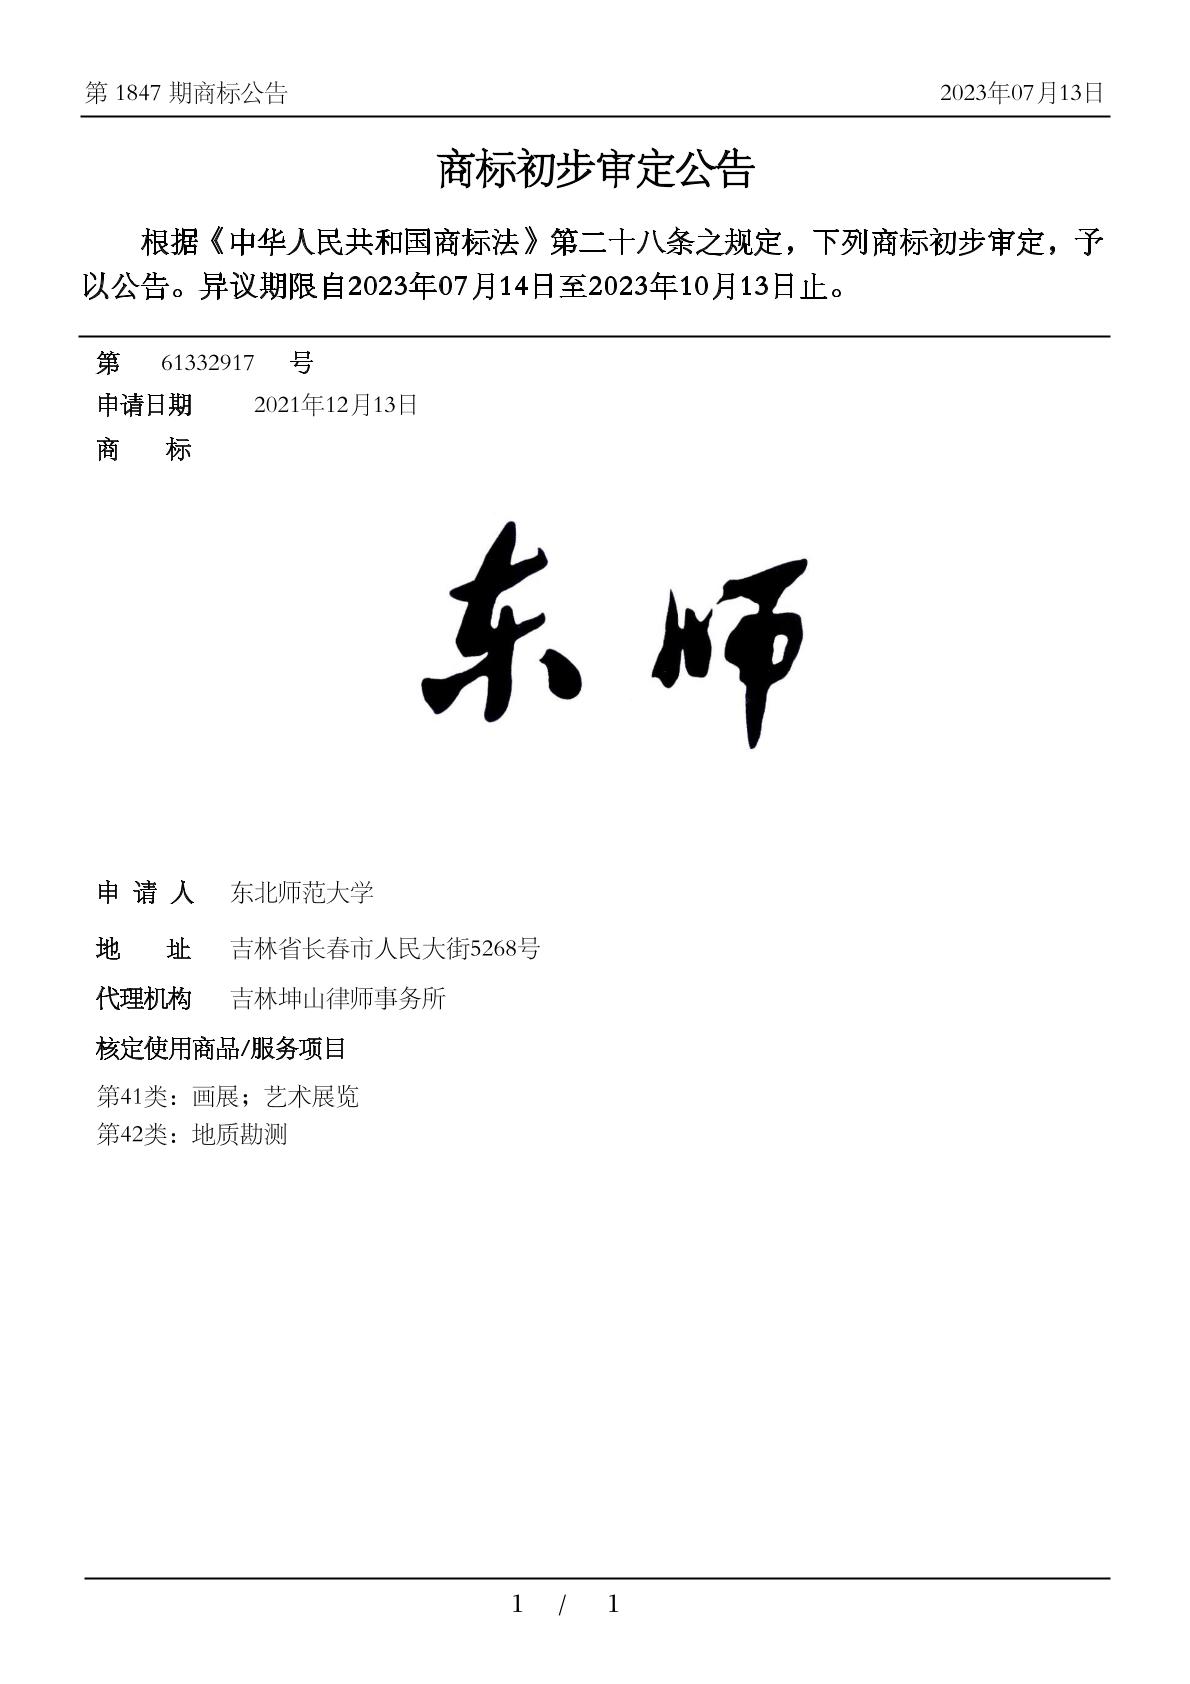 第 1847 期商标公告
2023年07月13日
商标初步审定公告
根据《中华人民共和国商标法》第二十八条之规定，下列商标初步审定，予
以公告。异议期限自2023年07月14日至2023年10月13日止。
第 61332917 号
申请日期 2021年12月13日
商 标
东 师
申 请 人 东北师范大学
地 址 吉林省长春市人民大街5268号
代理机构 吉林坤山律师事务所
核定使用商品/服务项目
第41类：画展；艺术展览
第42类：地质勘测
1 / 1